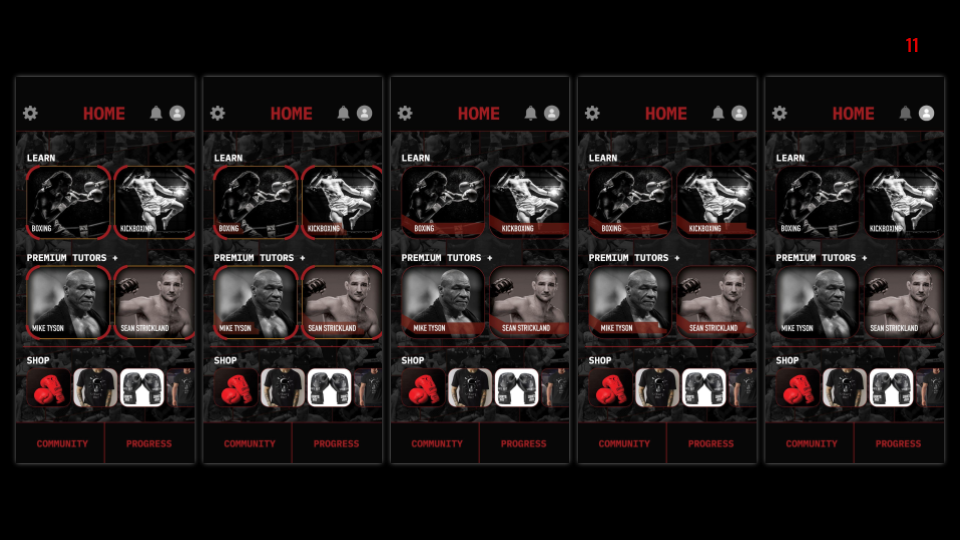 11
HOME
LEARN
BOXING
KICKBOXING
PREMIUM TUTORS +
MIKE TYSON
SEAN STRICKLAND
SHOP
COMMUNITY
PROGRESS
HOME
LEARN
BOXING
KICKBOXING
PREMIUM TUTORS +
MIKE TYSON
SEAN STRICKLAND
SHOP
COMMUNITY
PROGRESS
HOME
LEARN
BOXING
KICKBOXING
PREMIUM TUTORS +
MIKE TYSON
SEAN STRICKLAND
SHOP
COMMUNITY
PROGRESS
HOME
LEARN
BOXING
KICKBOXING
PREMIUM TUTORS +
MIKE TYSON
SEAN STRICKLAND
SHOP
COMMUNITY
PROGRESS
HOME
LEARN
BOXING
KICKBOXING
PREMIUM TUTORS +
MIKE TYSON
SEAN STRICKLAND
SHOP
COMMUNITY
PROGRESS